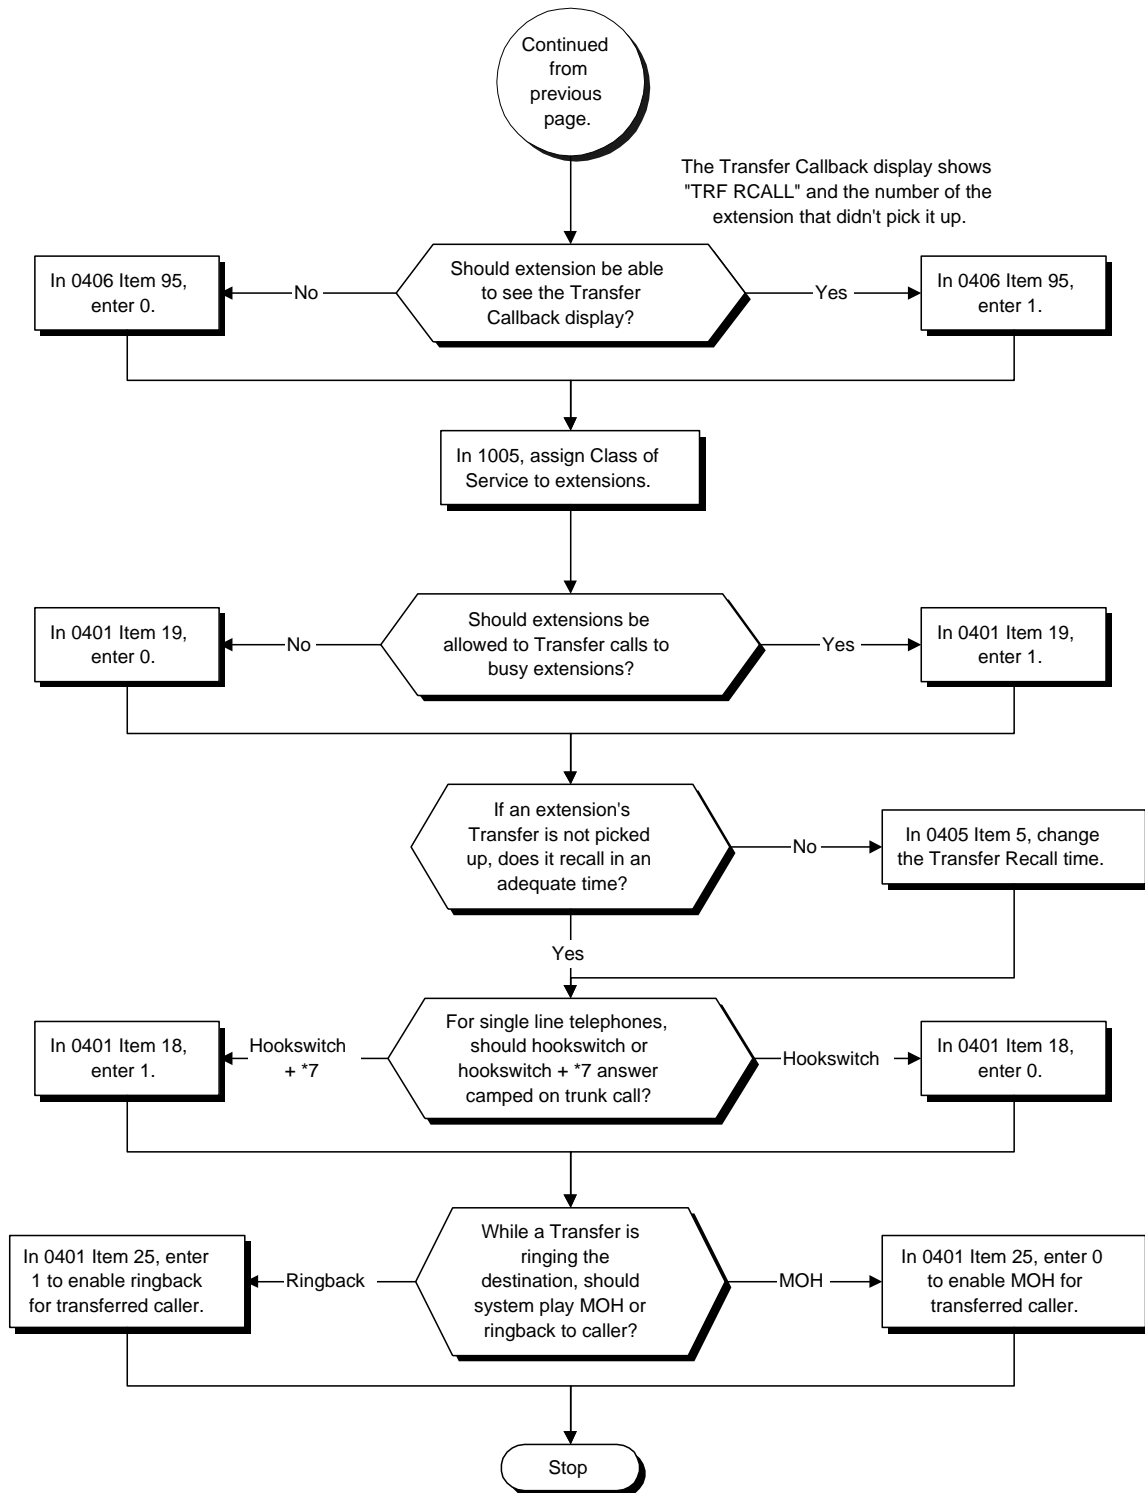 Continued
from
previous
page.
The Transfer Callback display shows
"TRF RCALL" and the number of the
extension that didn't pick it up.
In 0406 Item 95,
enter 0.
No
Should extension be able
to see the Transfer
Callback display?
Yes
In 0406 Item 95,
enter 1.
In 1005, assign Class of
Service to extensions.
In 0401 Item 19,
enter 0.
No
Should extensions be
allowed to Transfer calls to
busy extensions?
Yes
In 0401 Item 19,
enter 1.
If an extension's
Transfer is not picked
up, does it recall in an
adequate time?
No
In 0405 Item 5, change
the Transfer Recall time.
Yes
In 0401 Item 18,
enter 1.
Hookswitch
+ *7
For single line telephones,
should hookswitch or
hookswitch + *7 answer
camped on trunk call?
Hookswitch
In 0401 Item 18,
enter 0.
In 0401 Item 25, enter
1 to enable ringback
for transferred caller.
Ringback
While a Transfer is
ringing the
destination, should
system play MOH or
ringback to caller?
MOH
In 0401 Item 25, enter 0
to enable MOH for
transferred caller.
Stop